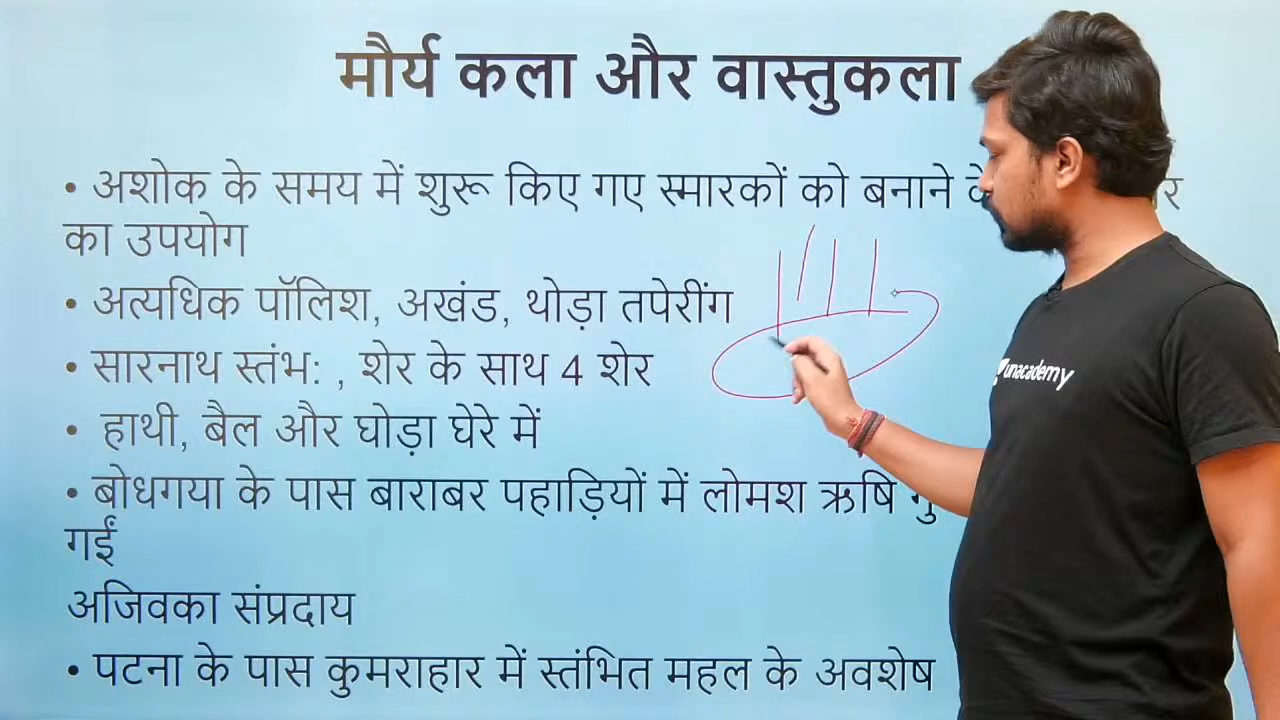 मौर्य कला और वास्तुकला
• अशोक के समय में शुरू किए गए स्मारकों को बनाने
का उपयोग
• अत्यधिक पॉलिश, अखंड, थोड़ा तपेरींग
• सारनाथ स्तंभ: , शेर के साथ 4 शेर
• हाथी, बैल और घोड़ा घेरे में
• बोधगया के पास बाराबर पहाड़ियों में लोमश ऋषि
गईं
अजिवका संप्रदाय
• पटना के पास कुमराहार में स्तंभित महल के अवशेष
unacademy